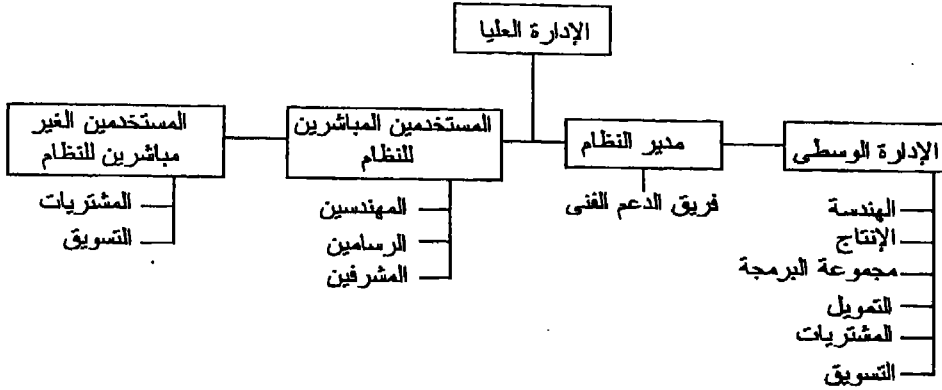 الإدارة العليا
الإدارة الوسطى
الهندسة
الإنتاج
مجموعة البرمجة
التمويل
المشتريات
التسويق
مدير النظام
فريق الدعم الفنى
المستخدمين المباشرين
للنظام
المهندسين
الرسامين
المشرفين
المستخدمين الغير
مباشرين للنظام
المشتريات
التسويق